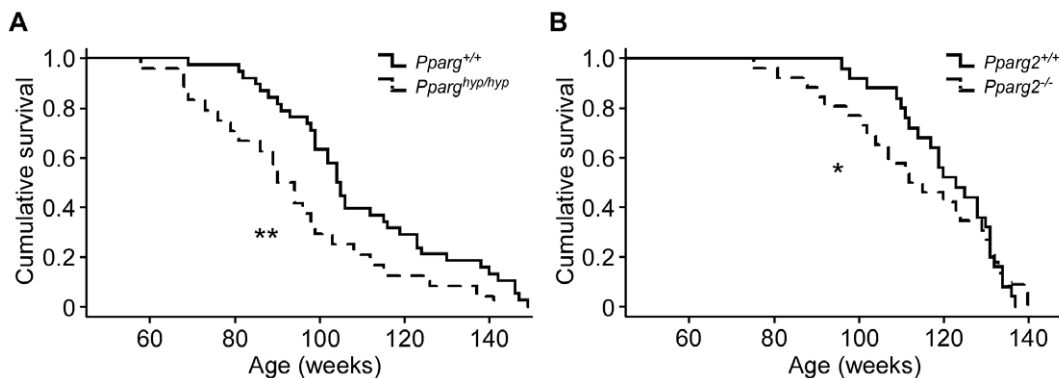 A
Cumulative survival
1.0
0.8
0.6
0.4
0.2
0
Pparg+/+
Pparghyp/hyp
**
60 80 100 120 140
Age (weeks)
B
Cumulative survival
1.0
0.8
0.6
0.4
0.2
0
Pparg2+/+
Pparg2-/-
*
60 80 100 120 140
Age (weeks)